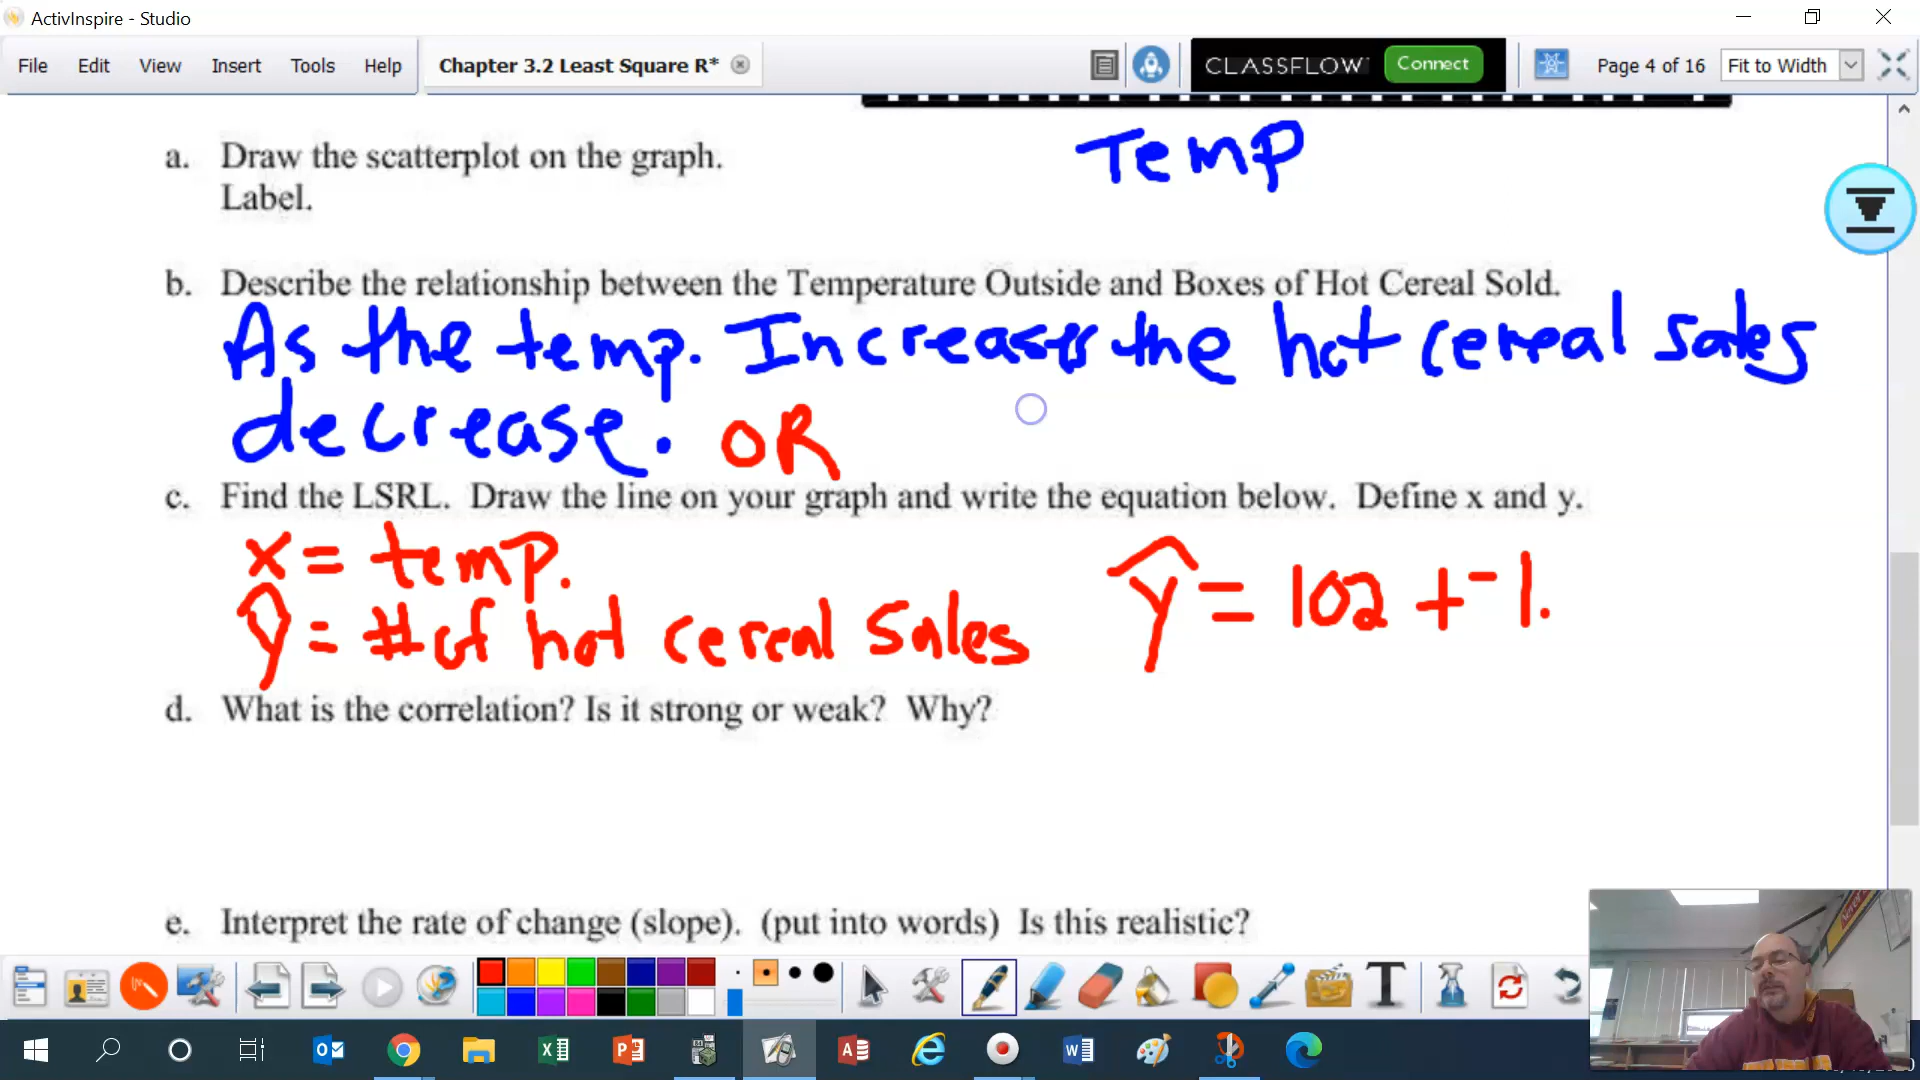 ActivInspire - Studio
File Edit View Insert Tools Help Chapter 3.2 Least Square R* CLASSFLOW Connect Page 4 of 16 Fit to Width
Temp
a. Draw the scatterplot on the graph.
Label.
b. Describe the relationship between the Temperature Outside and Boxes of Hot Cereal Sold.
As the temp. Increases the hot cereal sales
decrease. OR
c. Find the LSRL. Draw the line on your graph and write the equation below. Define x and y.
x = temp.
ŷ = # of hot cereal sales
ŷ = 102 + -1.
d. What is the correlation? Is it strong or weak? Why?
e. Interpret the rate of change (slope). (put into words) Is this realistic?